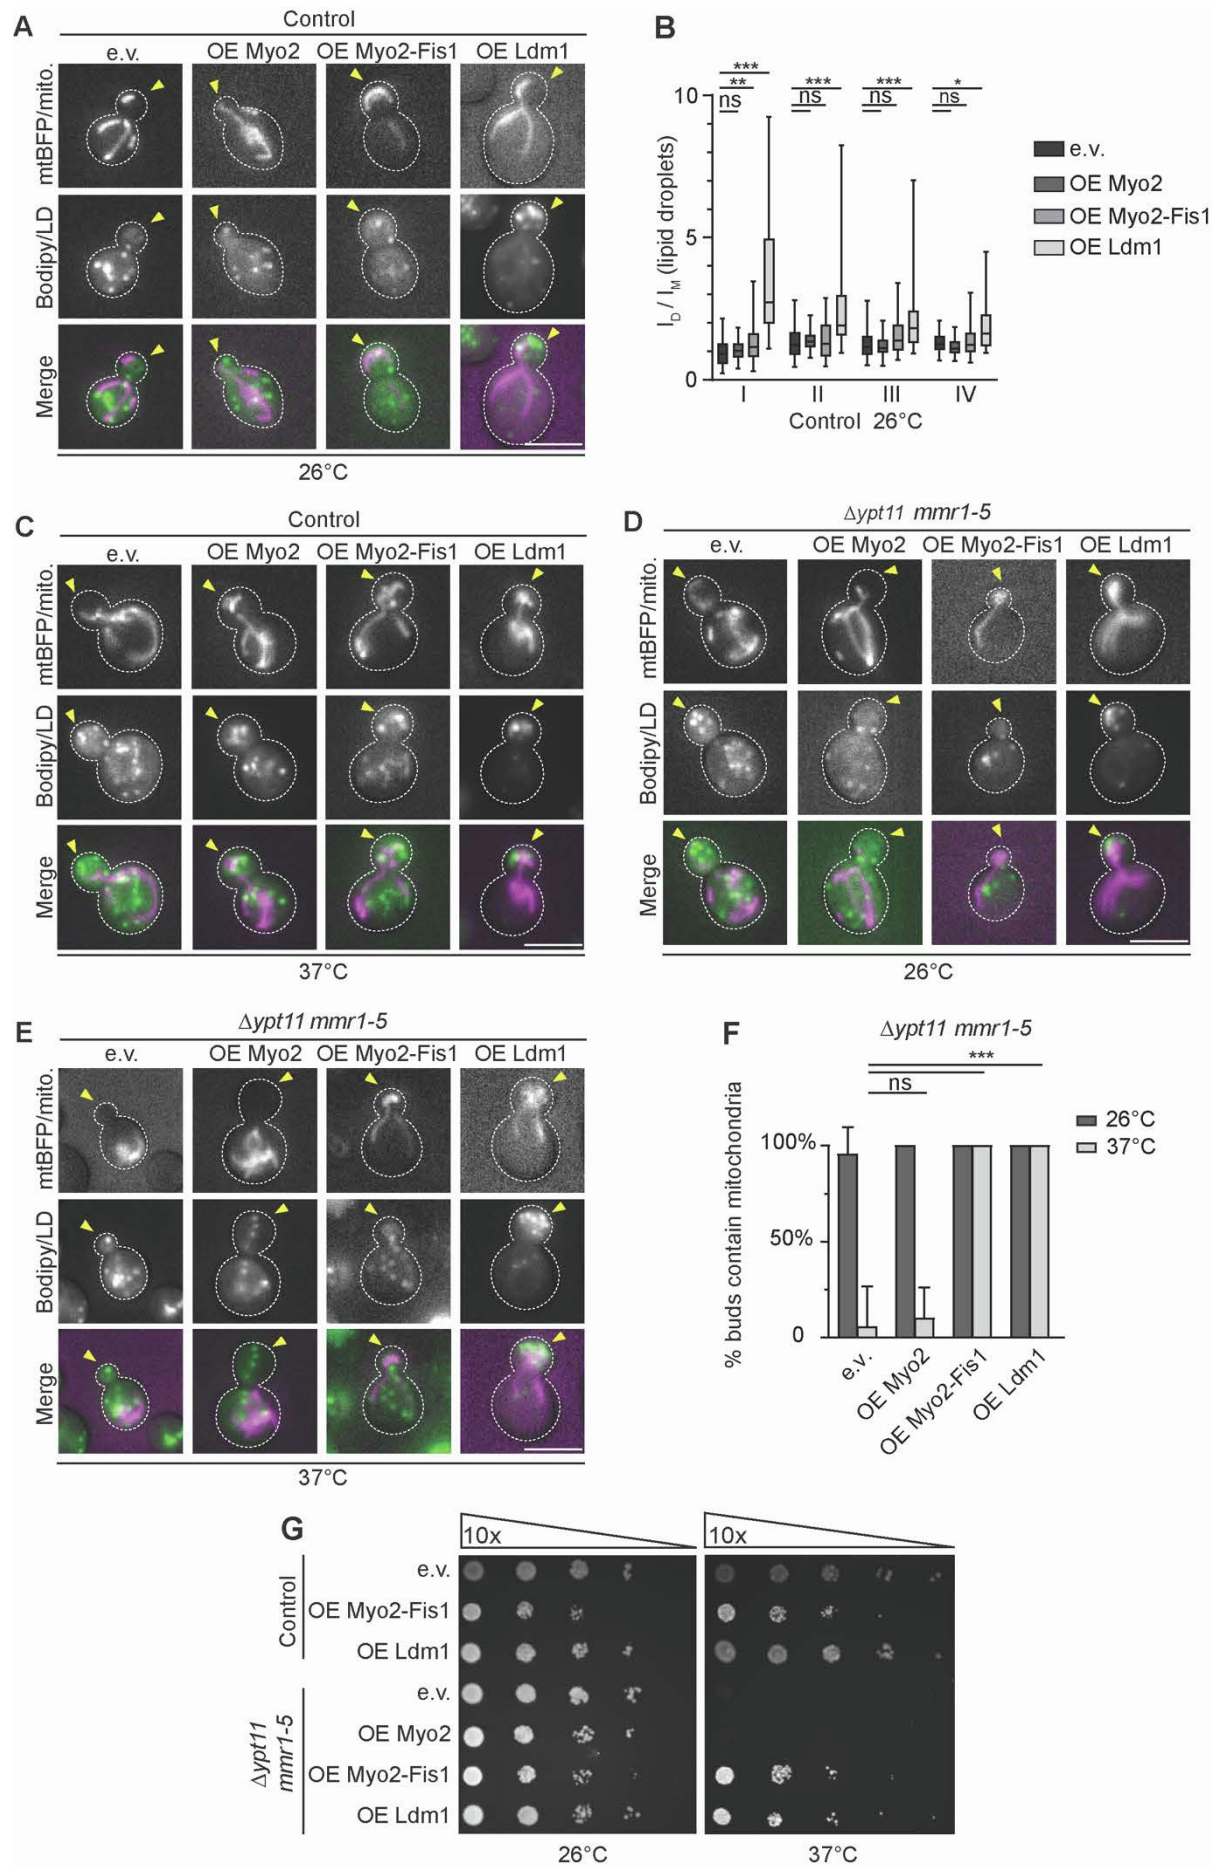 A
Control
e.v. OE Myo2 OE Myo2-Fis1 OE Ldm1
mtBFP/mito.
Bodipy/LD
Merge
26°C
B
*** *** *** *
** ns ns ns
ns
10
5
0
I_D / I_M (lipid droplets)
I II III IV
Control 26°C
e.v.
OE Myo2
OE Myo2-Fis1
OE Ldm1
C
Control
e.v. OE Myo2 OE Myo2-Fis1 OE Ldm1
mtBFP/mito.
Bodipy/LD
Merge
37°C
D
Δypt11 mmr1-5
e.v. OE Myo2 OE Myo2-Fis1 OE Ldm1
mtBFP/mito.
Bodipy/LD
Merge
26°C
E
Δypt11 mmr1-5
e.v. OE Myo2 OE Myo2-Fis1 OE Ldm1
mtBFP/mito.
Bodipy/LD
Merge
37°C
F
Δypt11 mmr1-5
***
ns
26°C
37°C
100%
50%
0
% buds contain mitochondria
e.v. OE Myo2 OE Myo2-Fis1 OE Ldm1
G
10x 10x
Control
e.v.
OE Myo2-Fis1
OE Ldm1
Δypt11
mmr1-5
e.v.
OE Myo2
OE Myo2-Fis1
OE Ldm1
26°C 37°C